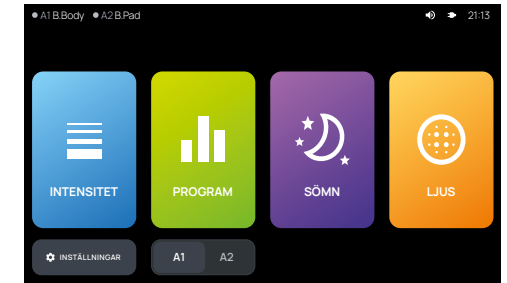 A1 B.Body A2 B.Pad 21:13
INTENSITET PROGRAM SÖMN LJUS
INSTÄLLNINGAR A1 A2